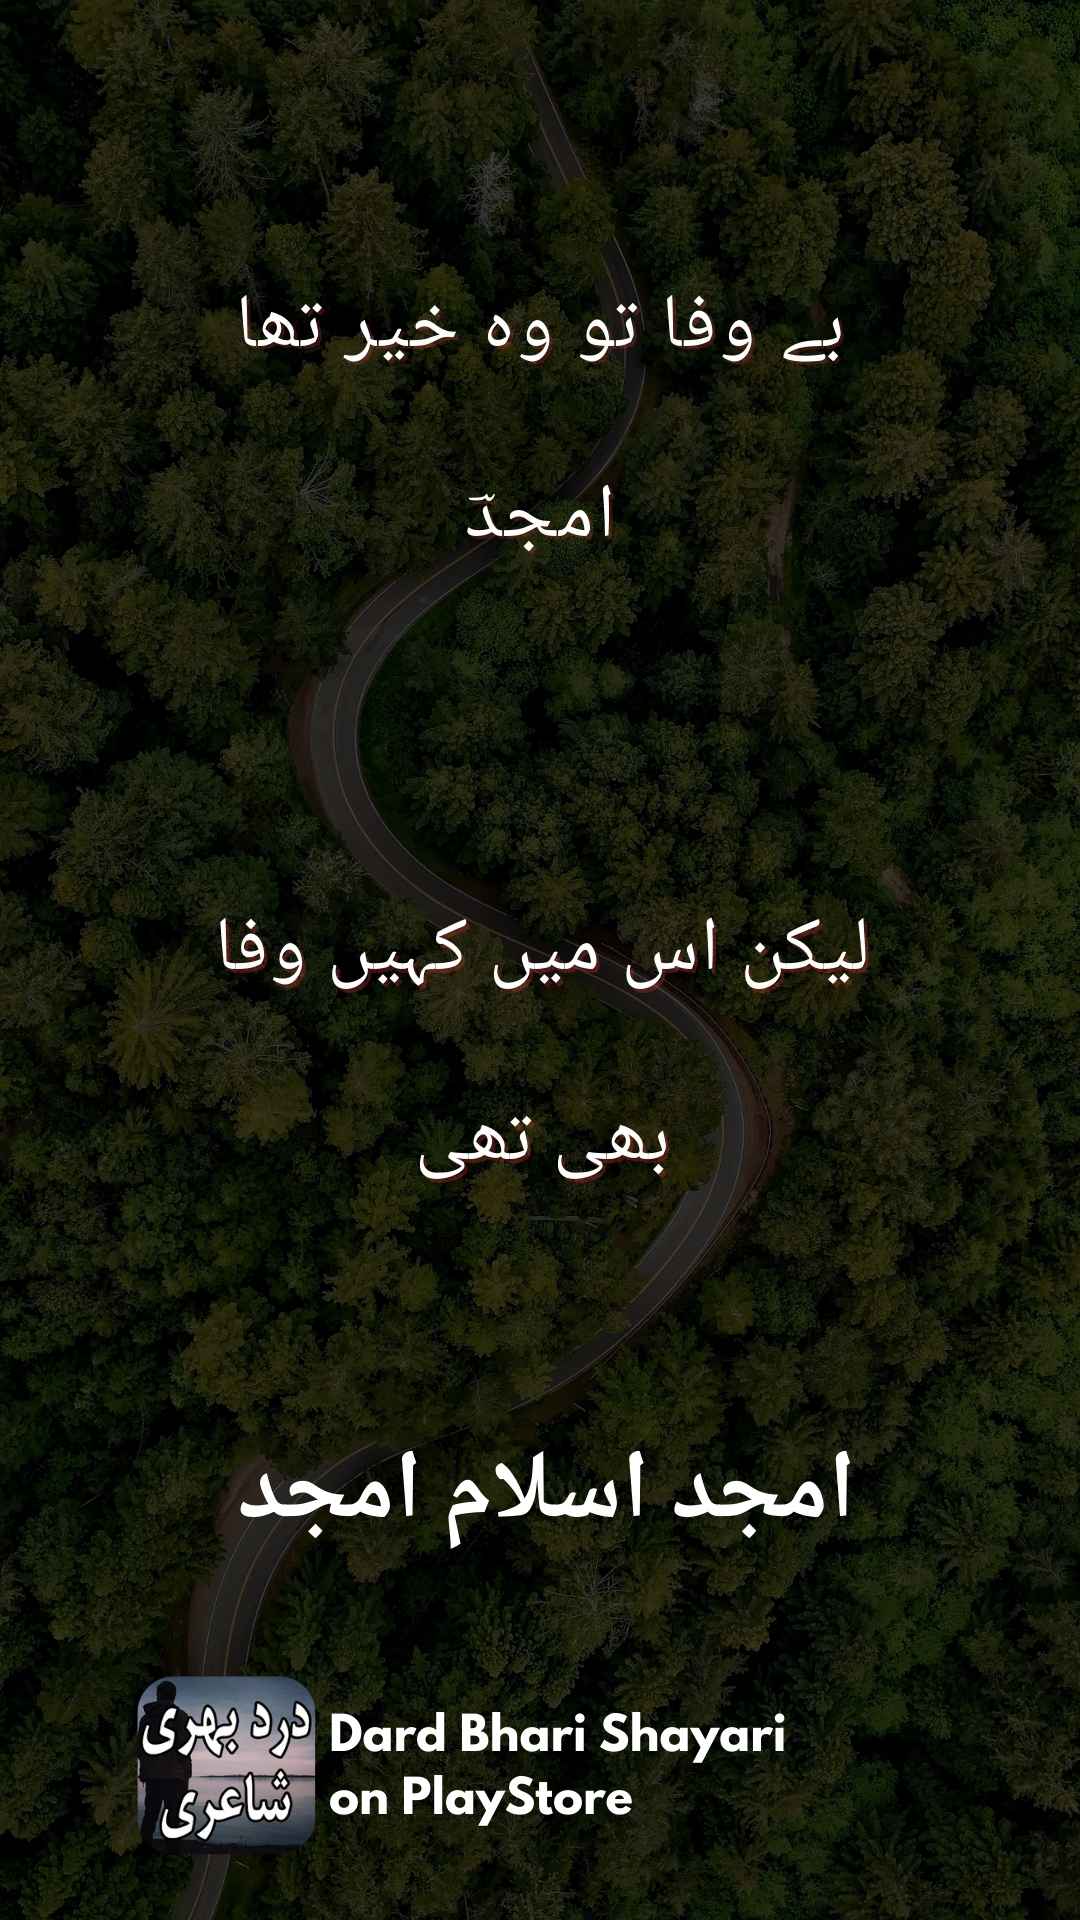 بے وفا تو وہ خیر تھا
امجدؔ
لیکن اس میں کہیں وفا
بھی تھی
امجد اسلام امجد
درد بھری
شاعری
Dard Bhari Shayari
on PlayStore